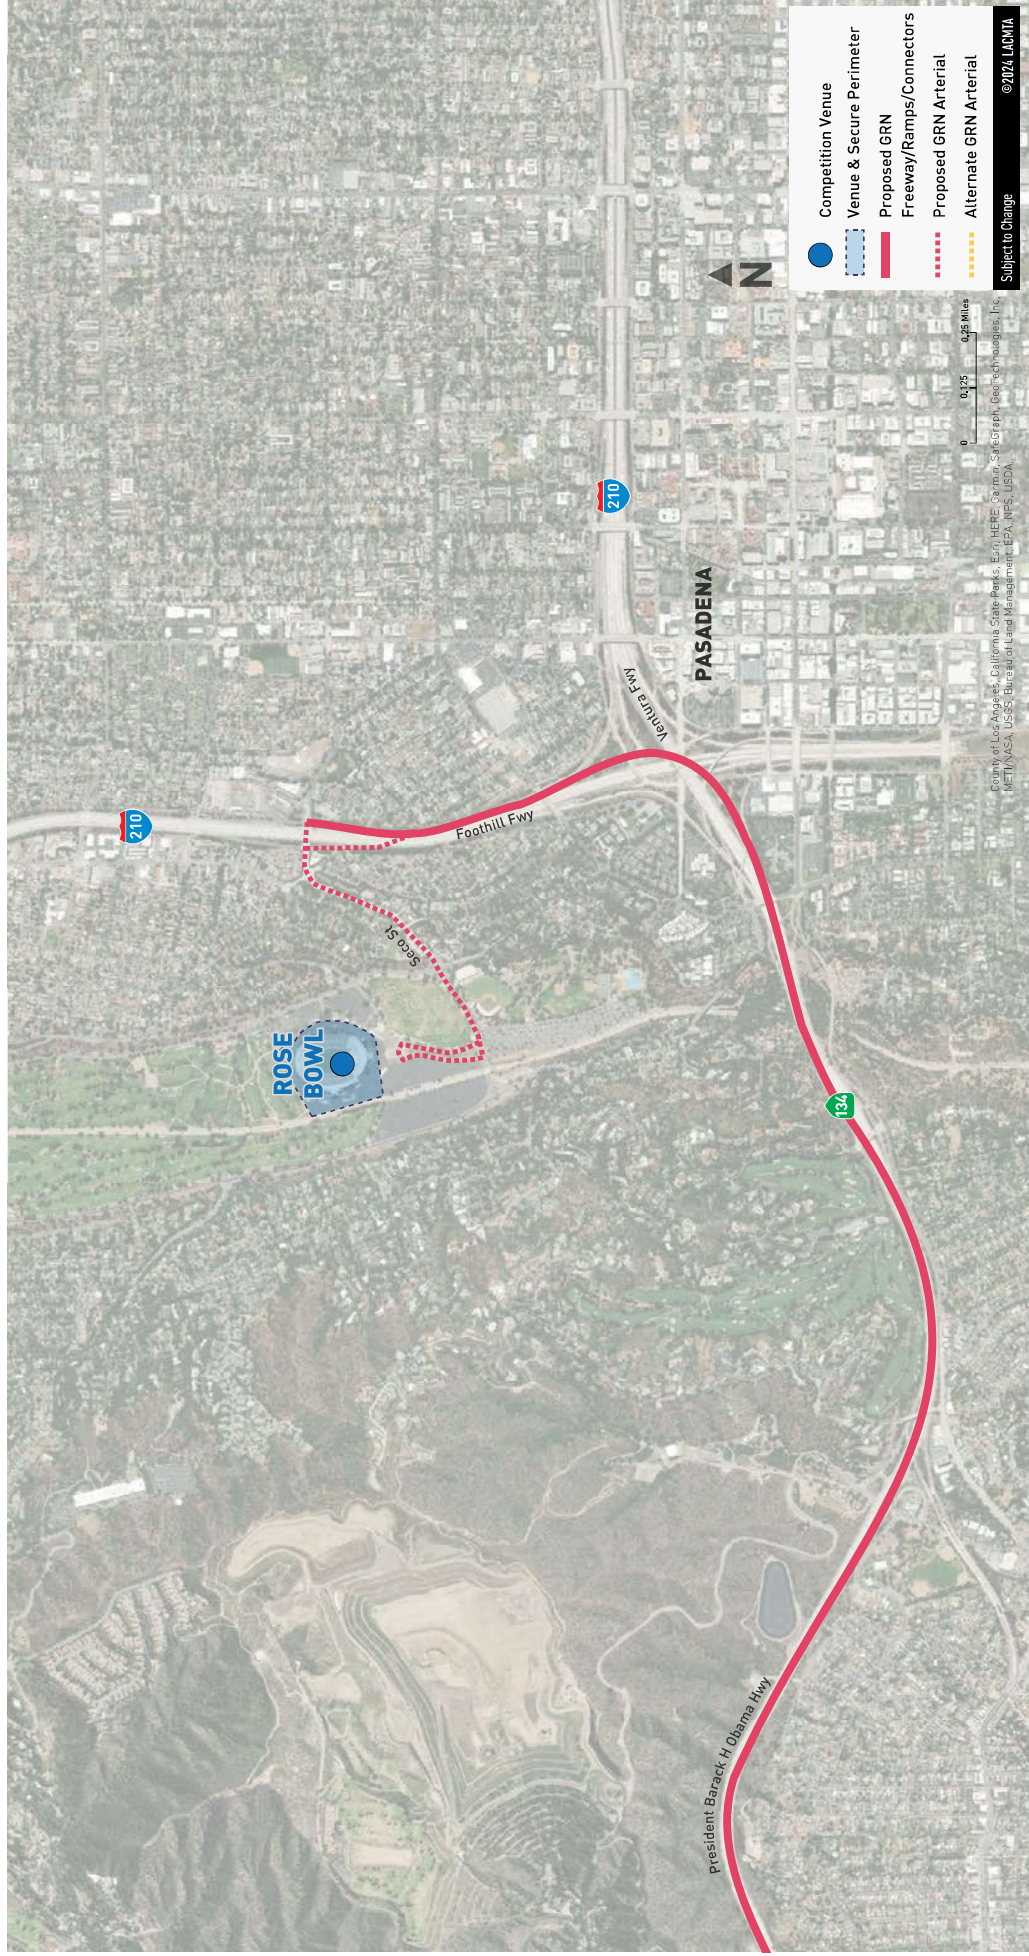 210
Foothill Fwy
Seco St
ROSE
BOWL
210
Ventura Fwy
PASADENA
134
President Barack H Obama Hwy
N
0 0.125 0.25 Miles
County of Los Angeles, California State Parks, Esri, HERE, Garmin, SafeGraph, GeoTechnologies, Inc,
METI/NASA, USGS, Bureau of Land Management, EPA, NPS, USDA,
Competition Venue
Venue & Secure Perimeter
Proposed GRN
Freeway/Ramps/Connectors
Proposed GRN Arterial
Alternate GRN Arterial
Subject to Change ©2024 LACMTA